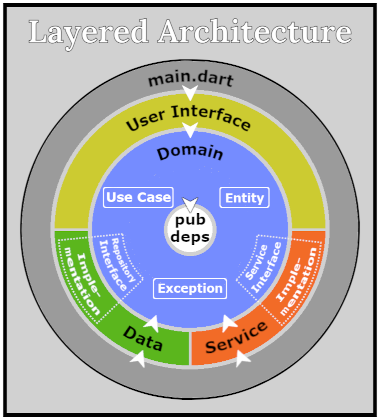 Layered Architecture
main.dart
User Interface
Domain
Use Case
Entity
pub
deps
Repository
Interface
Service
Interface
Imple-
mentation
Imple-
mentation
Exception
Data
Service